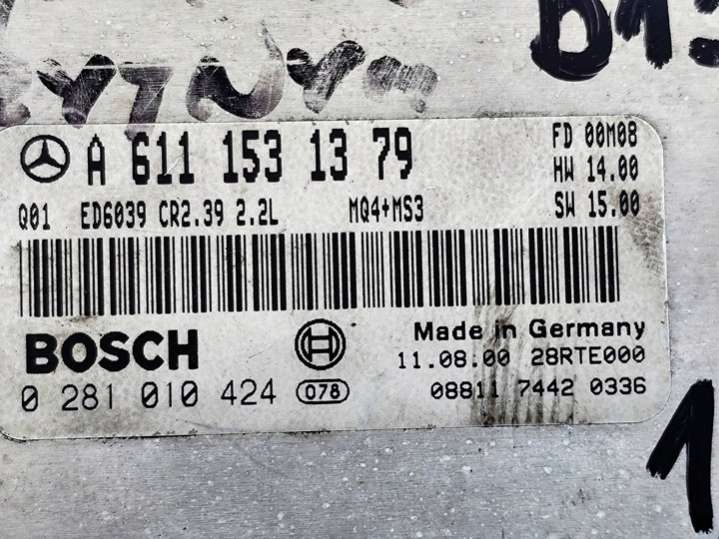 B13
A 611 153 13 79
FD 00M08
HW 14.00
Q01 ED6039 CR2.39 2.2L MQ4+MS3
SW 15.00
BOSCH
Made in Germany
11.08.00 28RTE000
0 281 010 424 078
08811 7442 0336
1